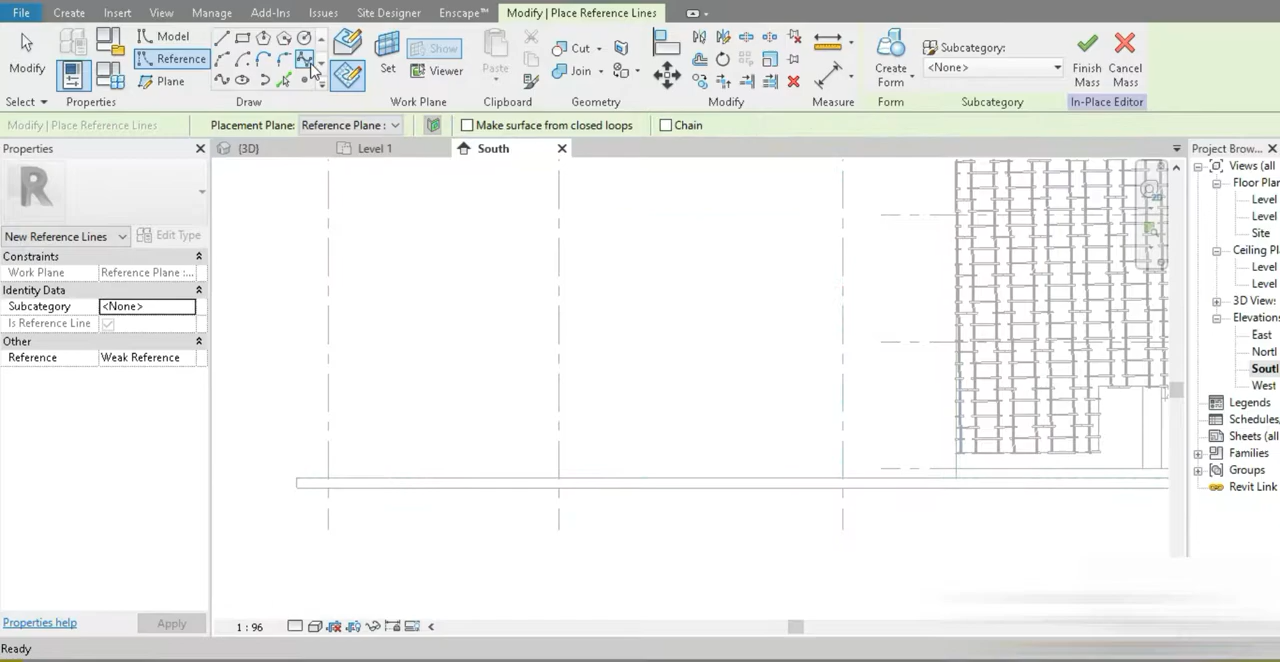 File Create Insert View Manage Add-Ins Issues Site Designer Enscape™ Modify | Place Reference Lines
Modify
Model
Reference
Plane
Set
Show
Viewer
Paste
Cut
Join
Create
Form
Subcategory:
<None>
Finish
Mass
Cancel
Mass
Select Properties Draw Work Plane Clipboard Geometry Modify Measure Form Subcategory In-Place Editor
Modify | Place Reference Lines Placement Plane: Reference Plane : Make surface from closed loops Chain
Properties
{3D} Level 1 South
Project Brow...
R
New Reference Lines Edit Type
Constraints
Work Plane Reference Plane :...
Identity Data
Subcategory <None>
Is Reference Line
Other
Reference Weak Reference
Views (all
Floor Plan
Level
Level
Site
Ceiling Pl
Level
Level
3D View:
Elevations
East
North
South
West
Legends
Schedules,
Sheets (all
Families
Groups
Revit Link
Properties help Apply
1 : 96
Ready